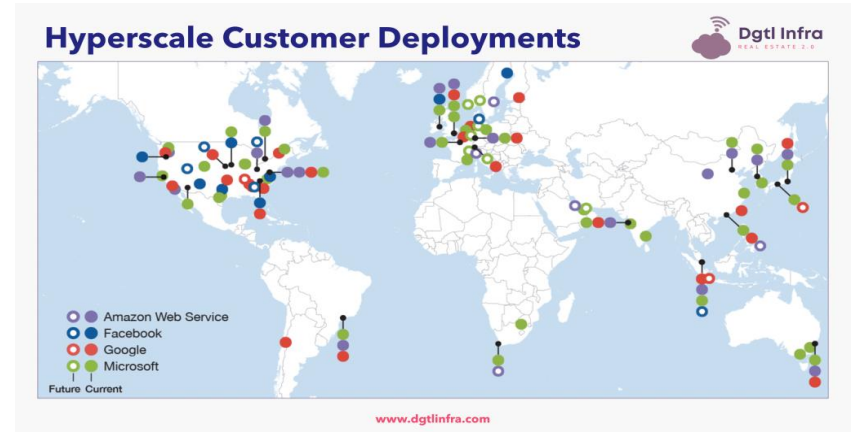 Hyperscale Customer Deployments
Dgtl Infra
REAL ESTATE 2.0
Amazon Web Service
Facebook
Google
Microsoft
Future Current
www.dgtlinfra.com